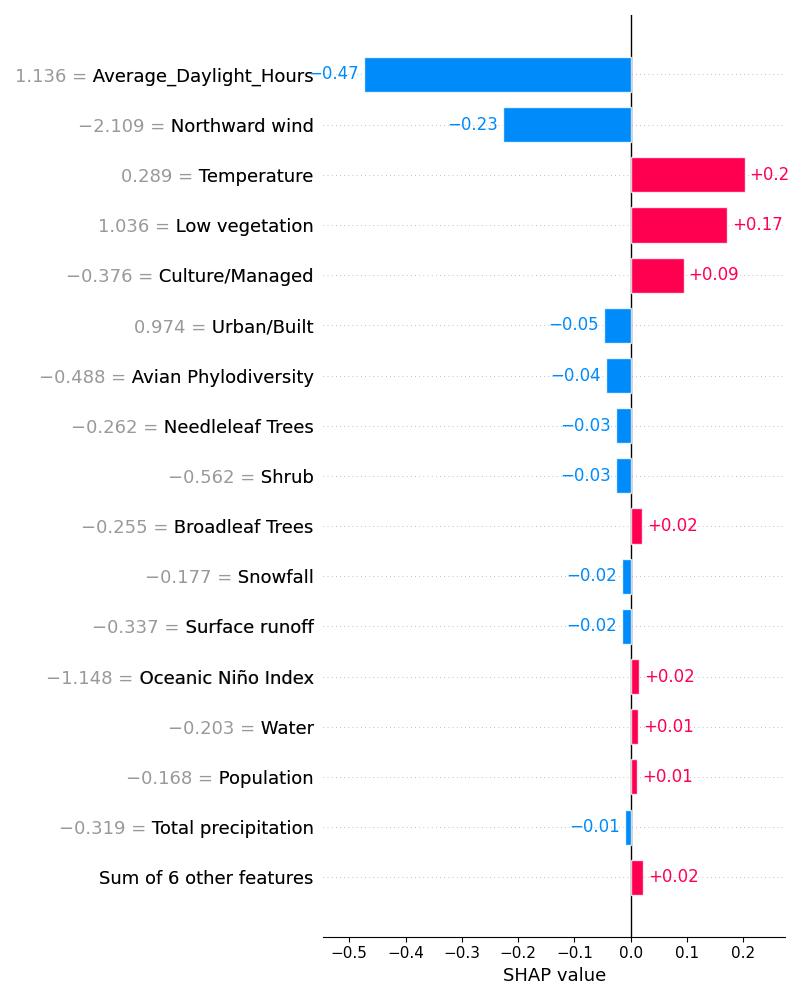 1.136 = Average_Daylight_Hours −0.47
−2.109 = Northward wind −0.23
0.289 = Temperature +0.2
1.036 = Low vegetation +0.17
−0.376 = Culture/Managed +0.09
0.974 = Urban/Built −0.05
−0.488 = Avian Phylodiversity −0.04
−0.262 = Needleleaf Trees −0.03
−0.562 = Shrub −0.03
−0.255 = Broadleaf Trees +0.02
−0.177 = Snowfall −0.02
−0.337 = Surface runoff −0.02
−1.148 = Oceanic Niño Index +0.02
−0.203 = Water +0.01
−0.168 = Population +0.01
−0.319 = Total precipitation −0.01
Sum of 6 other features +0.02
−0.5 −0.4 −0.3 −0.2 −0.1 0.0 0.1 0.2
SHAP value